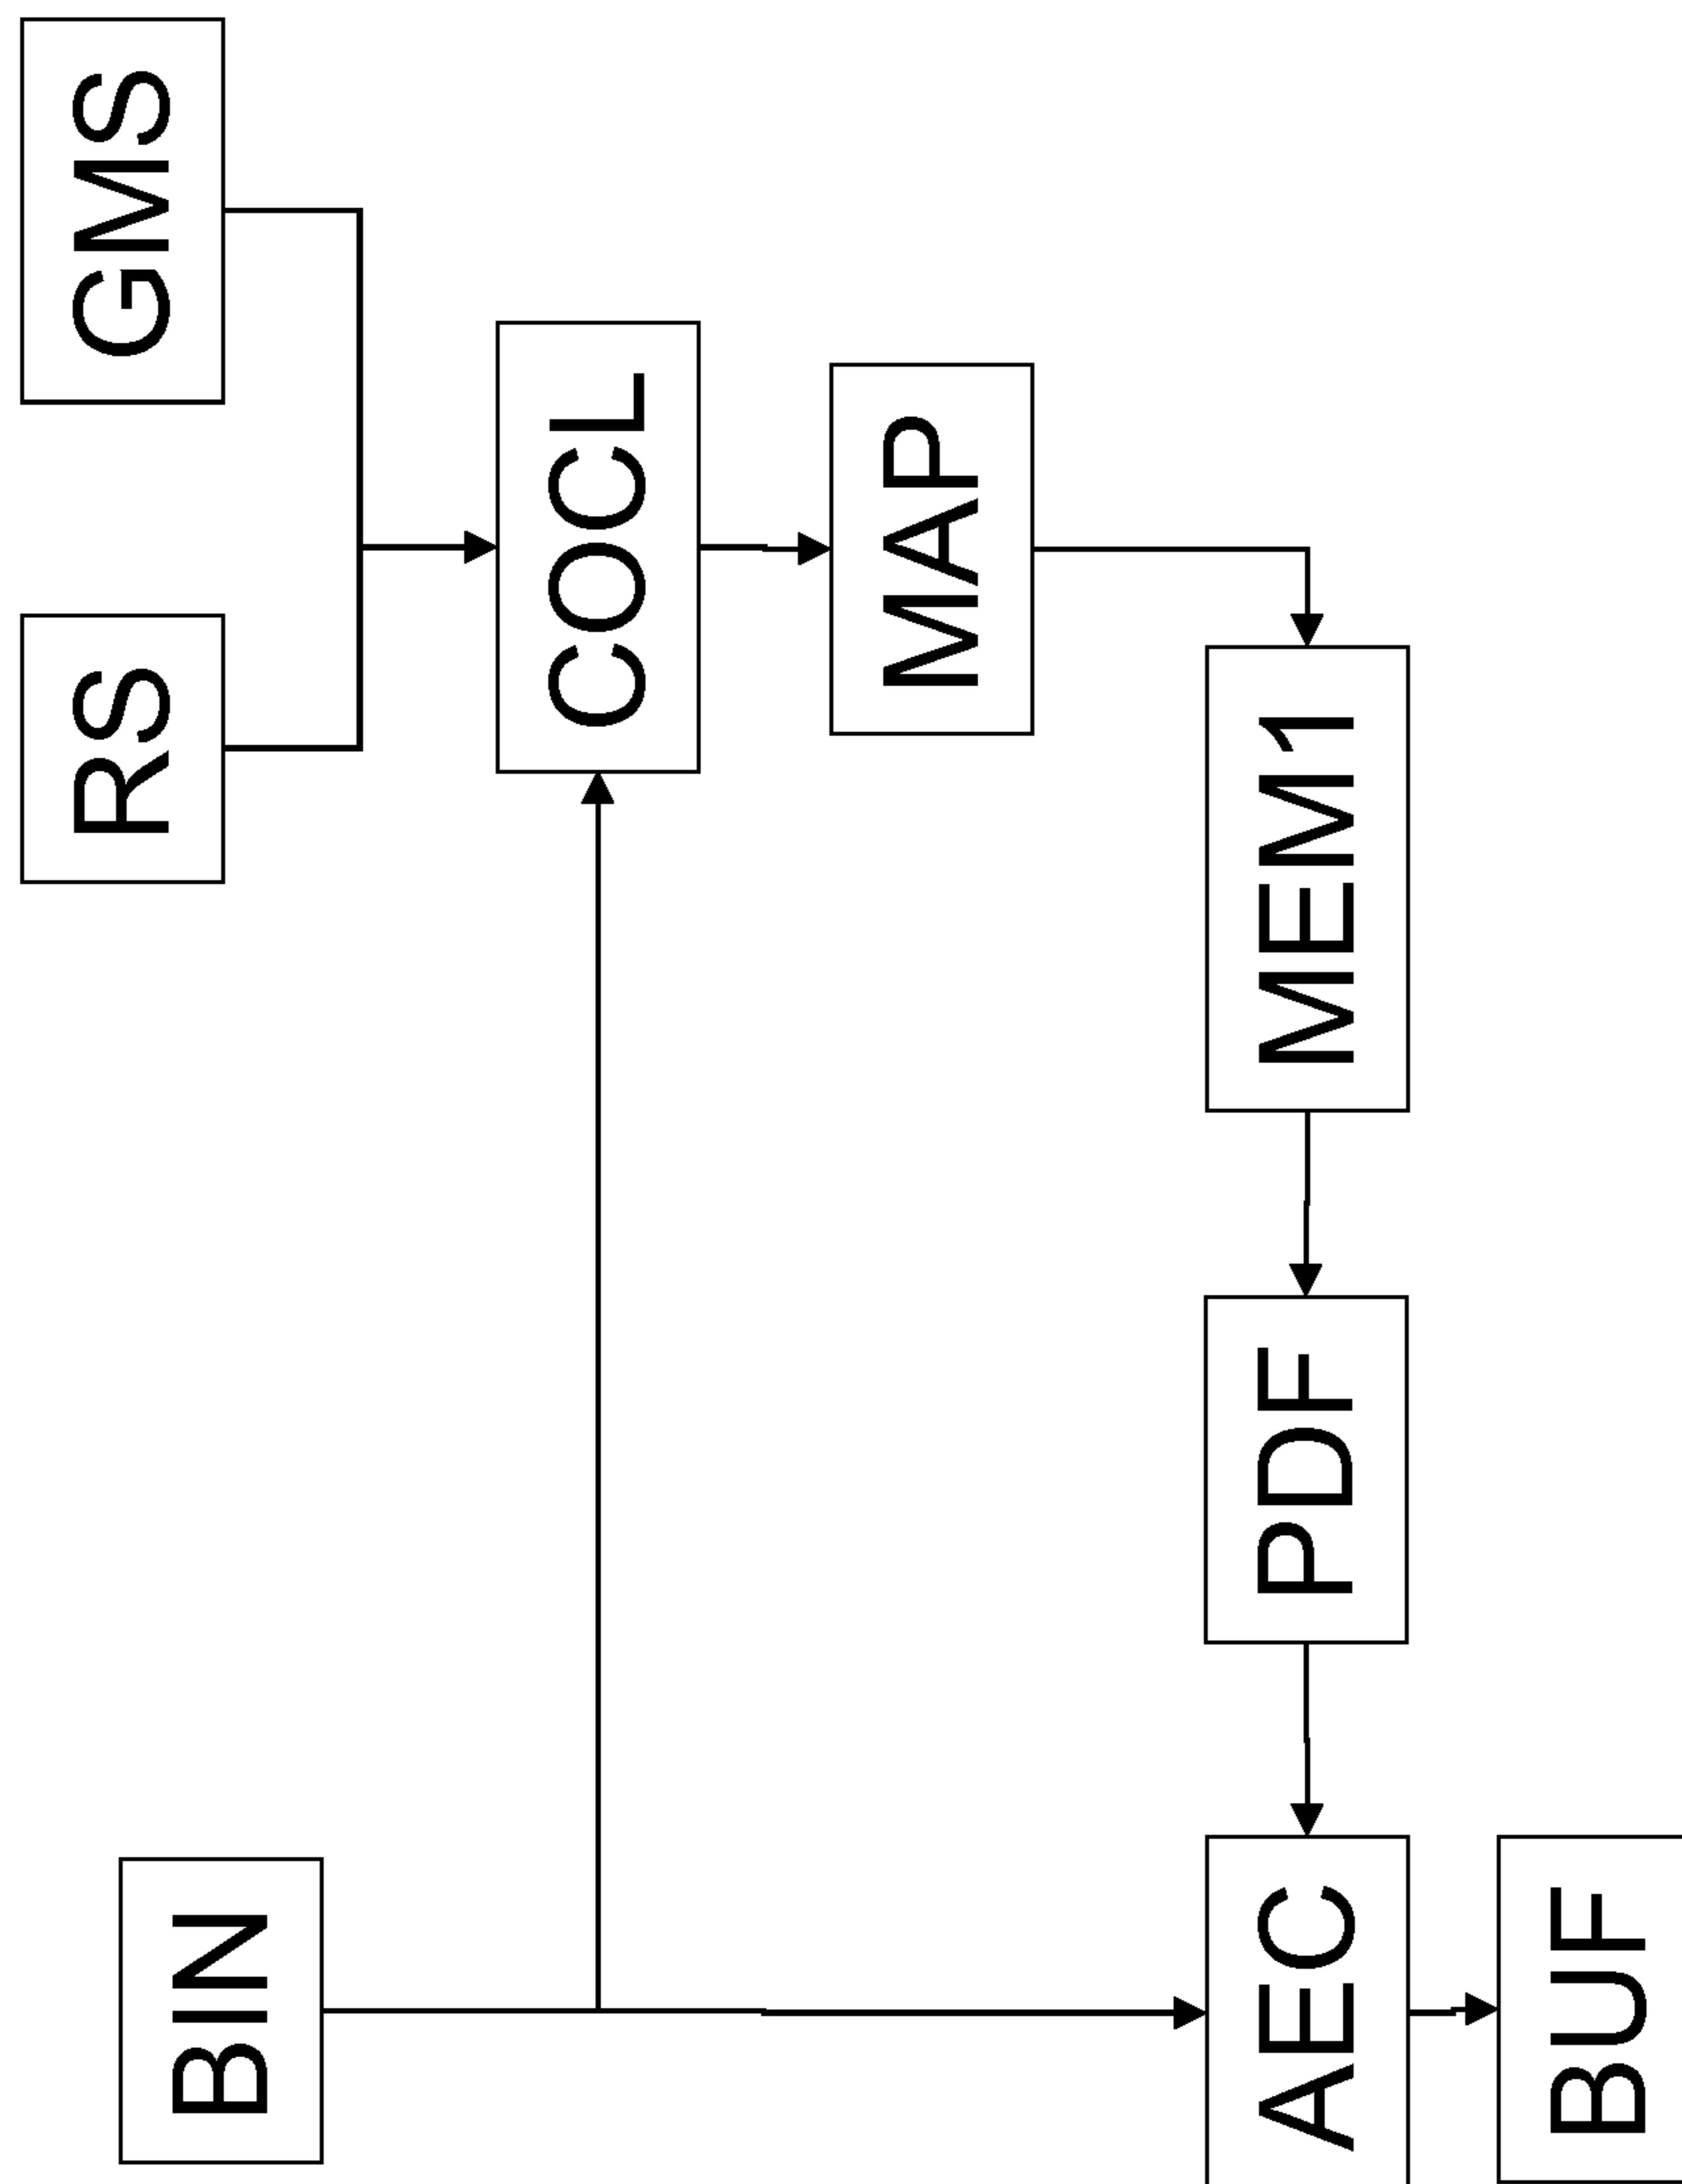 BIN
RS
GMS
COCL
MAP
AEC
PDF
MEM1
BUF